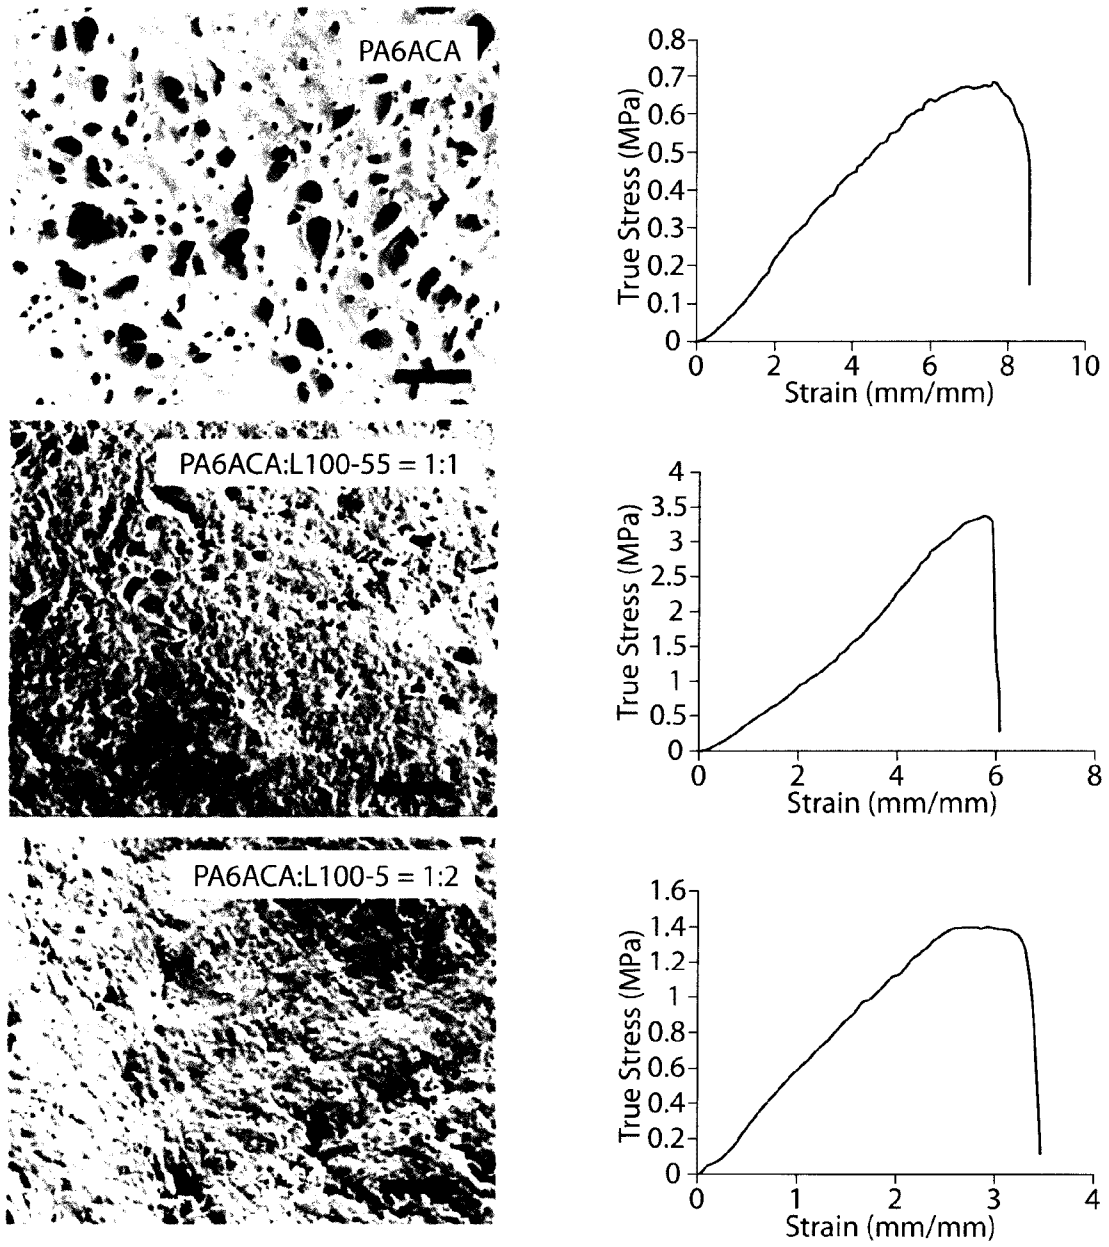 PA6ACA
0.8
0.7
0.6
0.5
0.4
0.3
0.2
0.1
0
True Stress (MPa)
2 4 6 8 10
Strain (mm/mm)
PA6ACA:L100-55 = 1:1
4
3.5
3
2.5
2
1.5
1
0.5
0
True Stress (MPa)
0 2 4 6 8
Strain (mm/mm)
PA6ACA:L100-5 = 1:2
1.6
1.4
1.2
1
0.8
0.6
0.4
0.2
0
True Stress (MPa)
0 1 2 3 4
Strain (mm/mm)